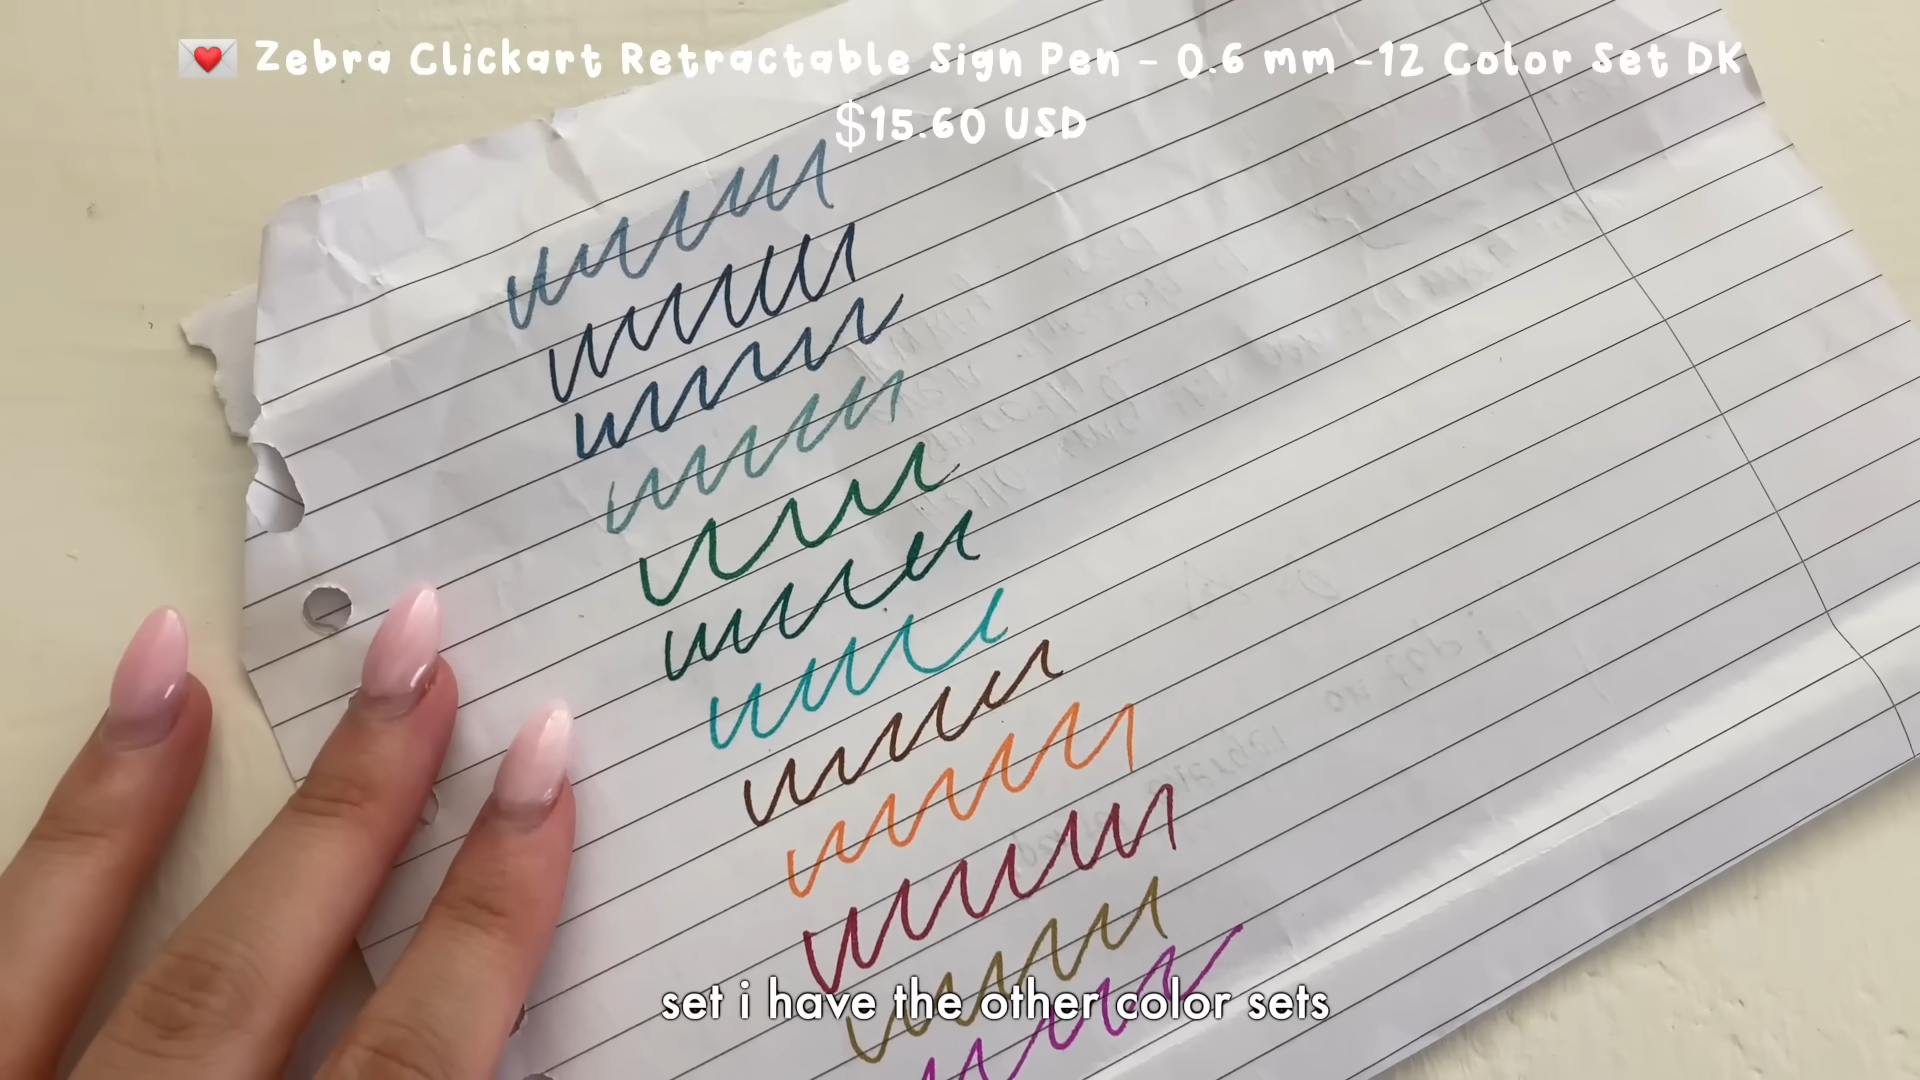 💌 Zebra Clickart Retractable Sign Pen - 0.6 mm -12 Color Set DK
$15.60 USD
set i have the other color sets